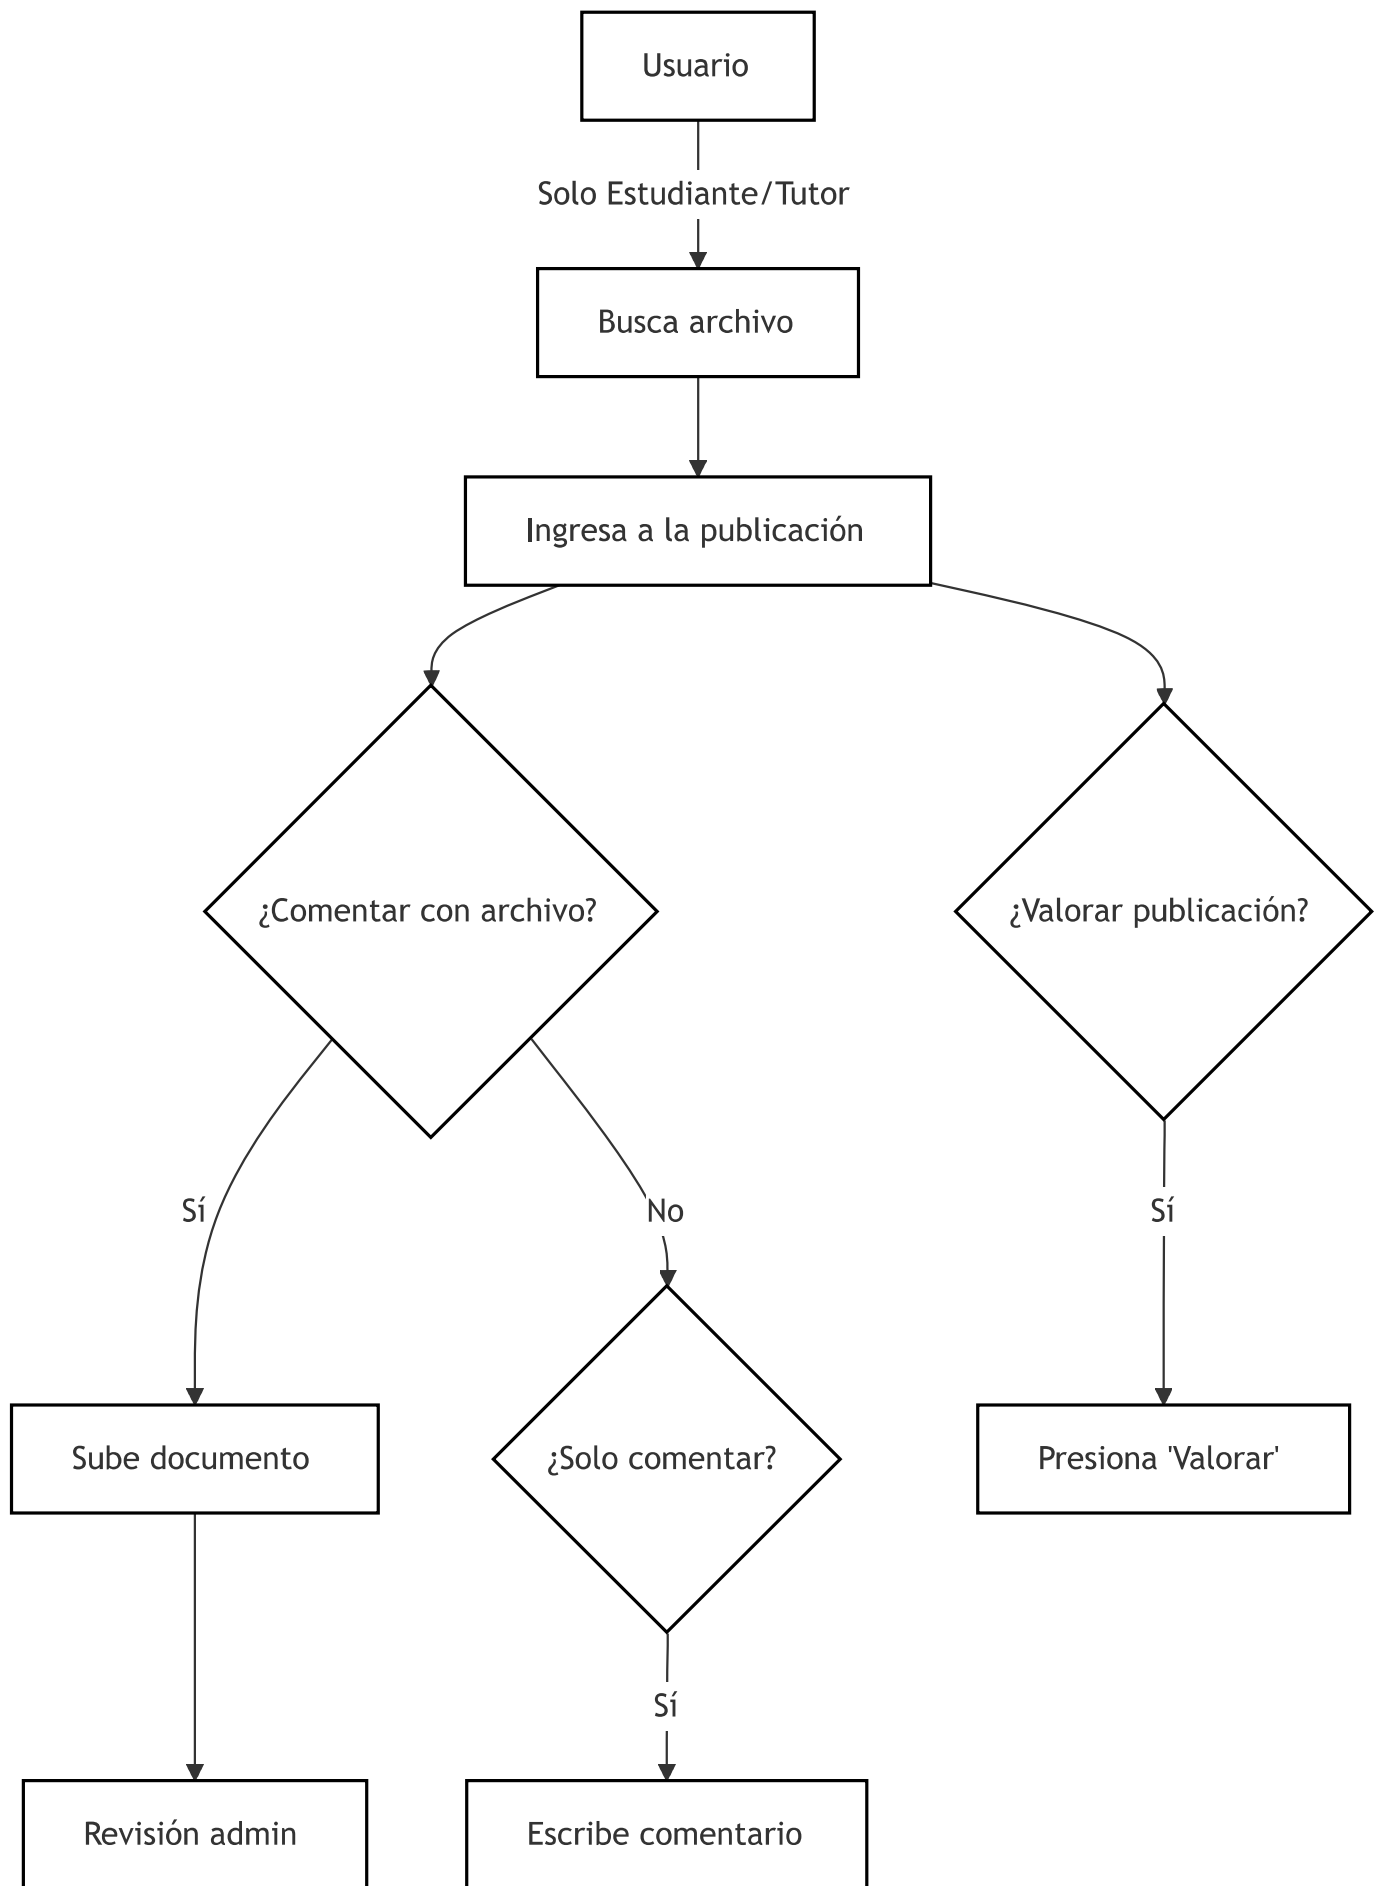 Usuario
Solo Estudiante/Tutor
Busca archivo
Ingresa a la publicación
¿Comentar con archivo?
¿Valorar publicación?
Sí
No
Sí
Sube documento
¿Solo comentar?
Presiona 'Valorar'
Sí
Revisión admin
Escribe comentario